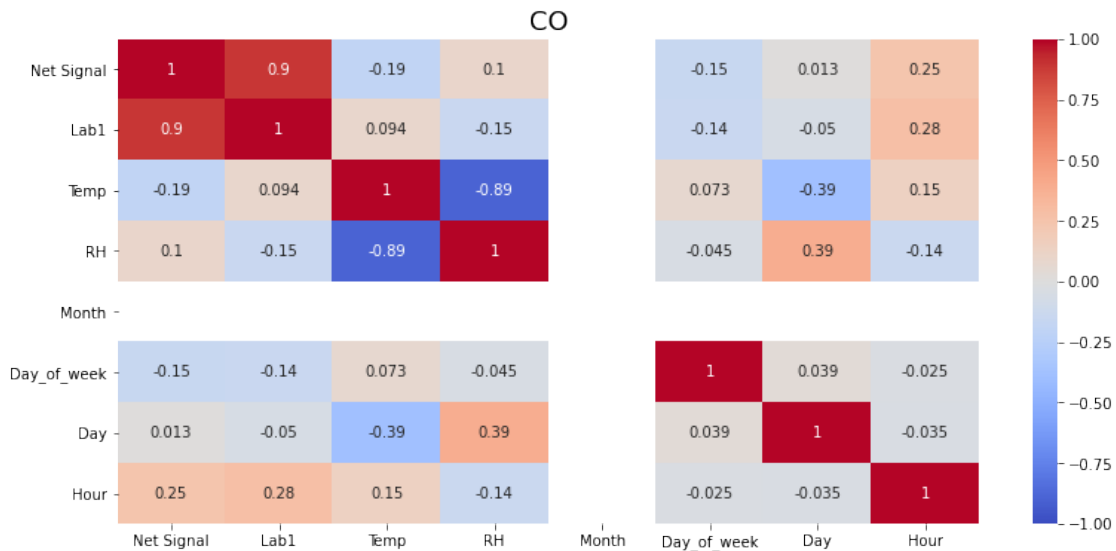 CO
Net Signal 1 0.9 -0.19 0.1 -0.15 0.013 0.25
Lab1 0.9 1 0.094 -0.15 -0.14 -0.05 0.28
Temp -0.19 0.094 1 -0.89 0.073 -0.39 0.15
RH 0.1 -0.15 -0.89 1 -0.045 0.39 -0.14
Month
Day_of_week -0.15 -0.14 0.073 -0.045 1 0.039 -0.025
Day 0.013 -0.05 -0.39 0.39 0.039 1 -0.035
Hour 0.25 0.28 0.15 -0.14 -0.025 -0.035 1
Net Signal Lab1 Temp RH Month Day_of_week Day Hour
1.00
0.75
0.50
0.25
0.00
−0.25
−0.50
−0.75
−1.00